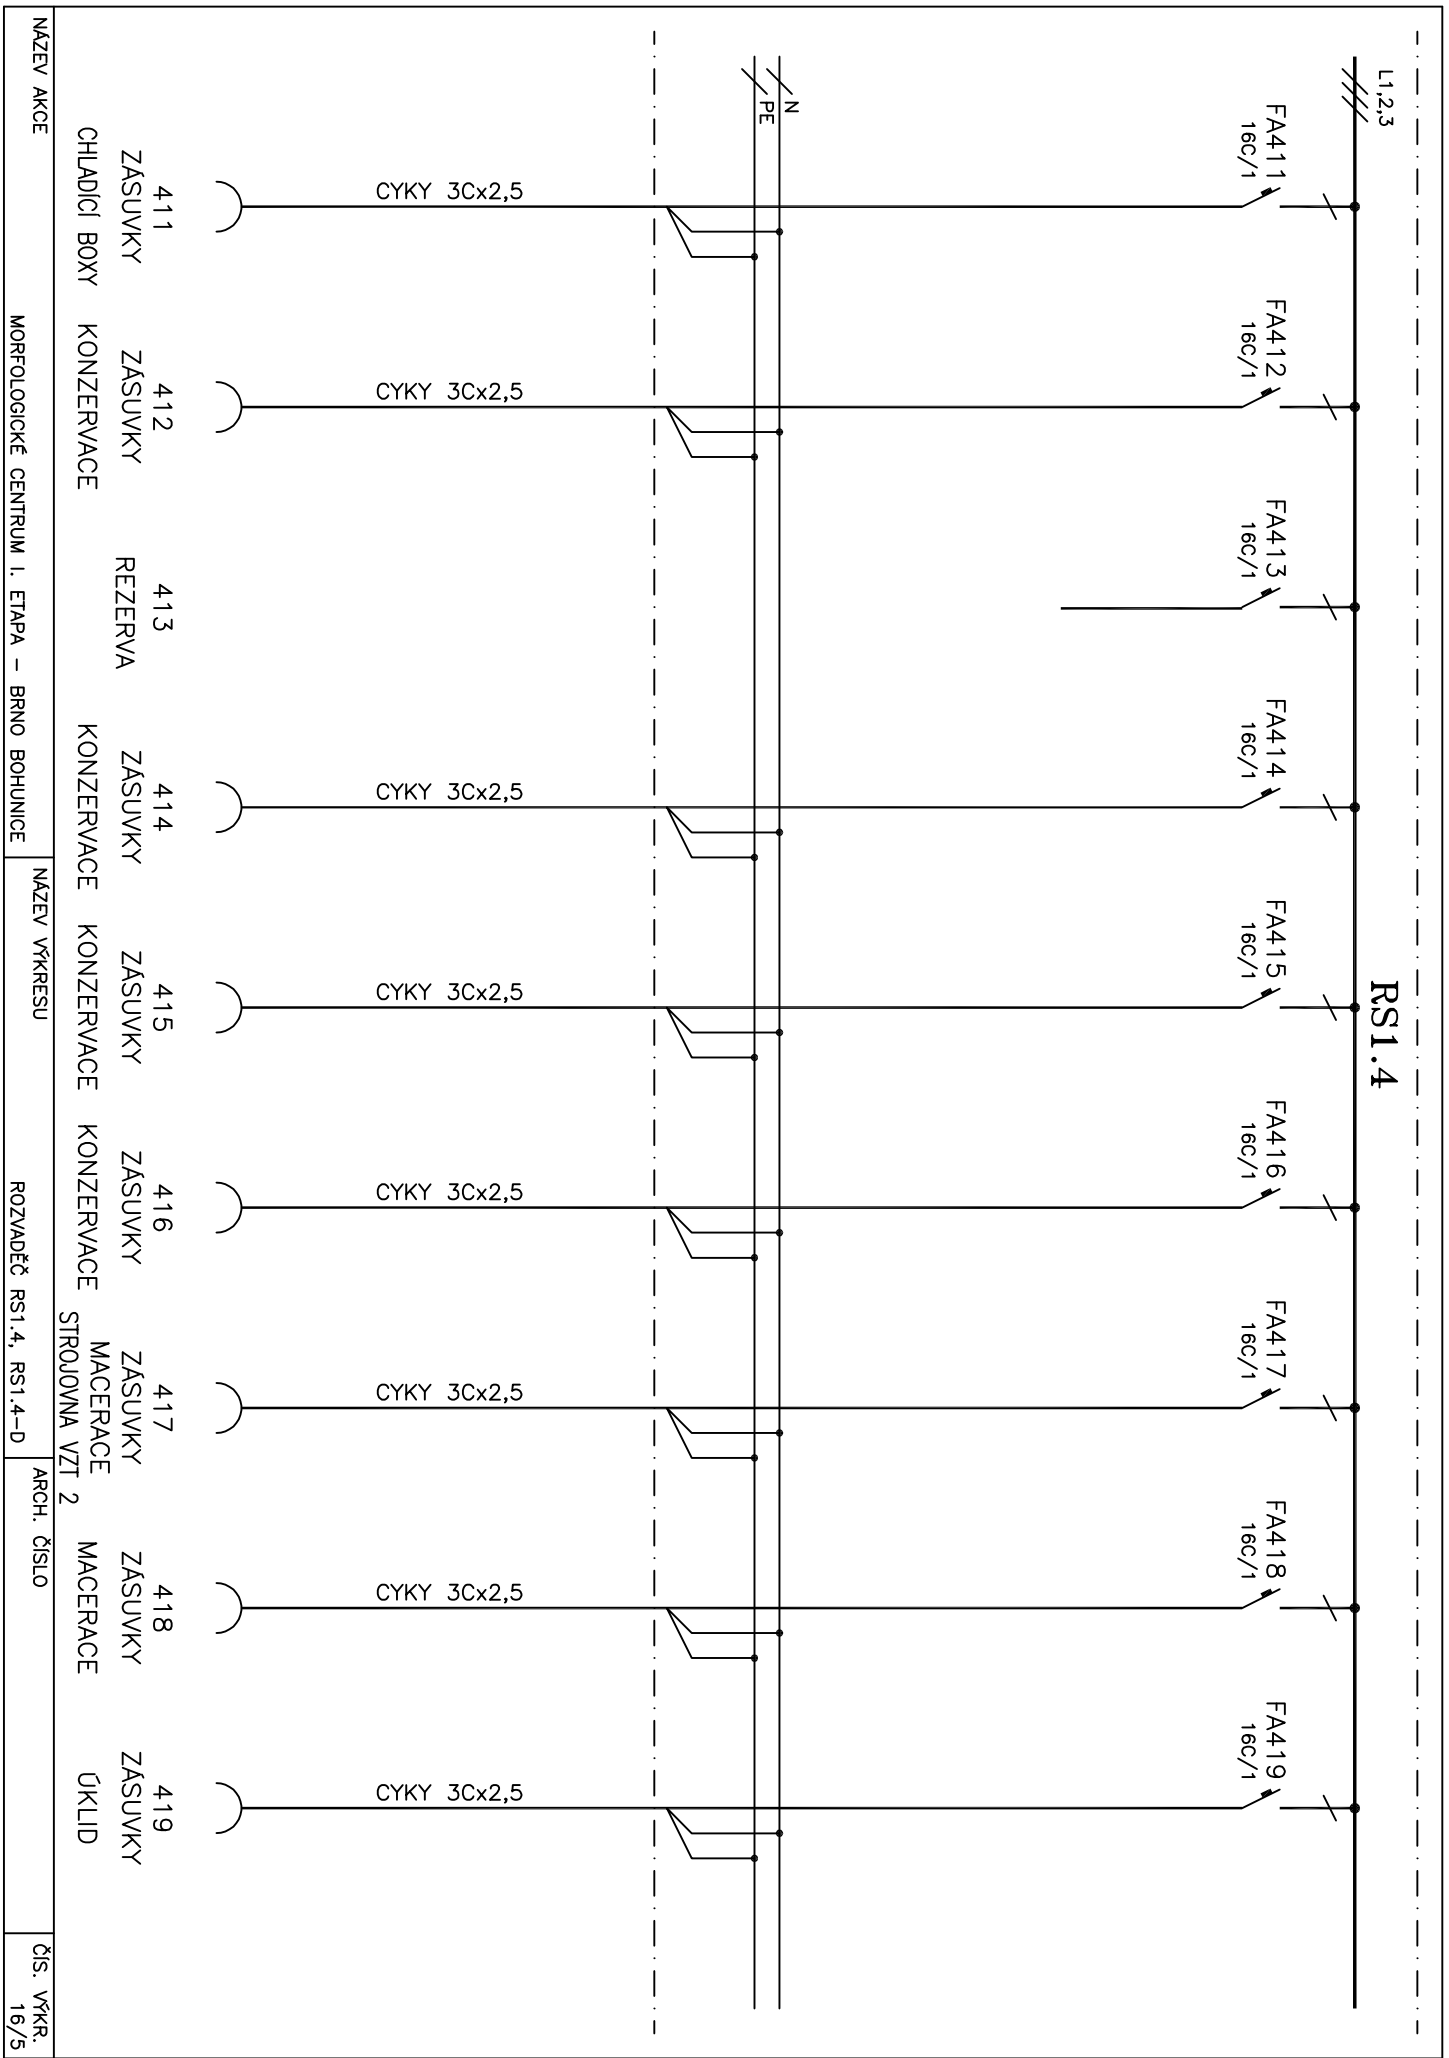 RS1.4
L1,2,3
FA411
16C/1
FA412
16C/1
FA413
16C/1
FA414
16C/1
FA415
16C/1
FA416
16C/1
FA417
16C/1
FA418
16C/1
FA419
16C/1
N
PE
CYKY 3Cx2,5
CYKY 3Cx2,5
CYKY 3Cx2,5
CYKY 3Cx2,5
CYKY 3Cx2,5
CYKY 3Cx2,5
CYKY 3Cx2,5
CYKY 3Cx2,5
411
ZÁSUVKY
CHLADÍCÍ BOXY
412
ZÁSUVKY
KONZERVACE
413
REZERVA
414
ZÁSUVKY
KONZERVACE
415
ZÁSUVKY
KONZERVACE
416
ZÁSUVKY
KONZERVACE
417
ZÁSUVKY
MACERACE
STROJOVNA VZT 2
418
ZÁSUVKY
MACERACE
419
ZÁSUVKY
ÚKLID
NÁZEV AKCE
MORFOLOGICKÉ CENTRUM I. ETAPA – BRNO BOHUNICE
NÁZEV VÝKRESU
ROZVADĚČ RS1.4, RS1.4–D
ARCH. ČÍSLO
ČÍS. VÝKR.
16/5